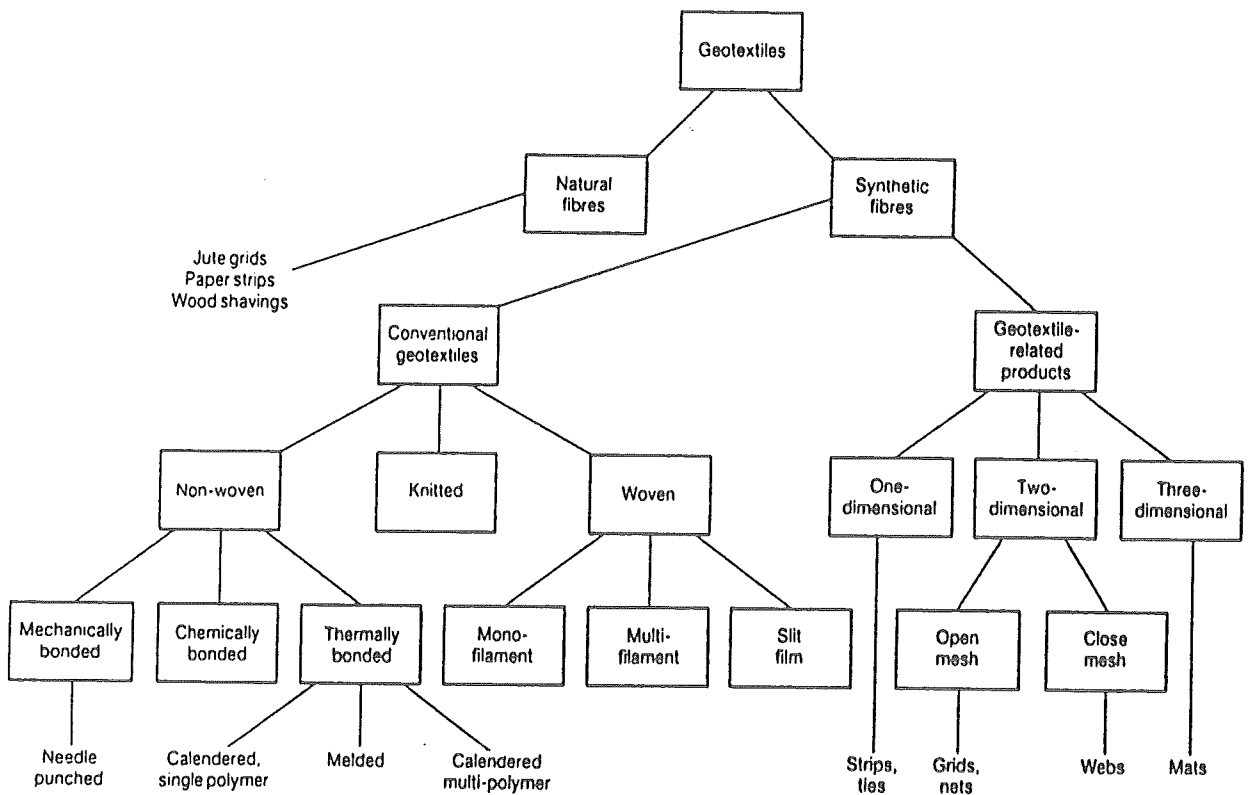 Geotextiles
Natural
fibres
Synthetic
fibres
Jute grids
Paper strips
Wood shavings
Conventional
geotextiles
Geotextile-
related
products
Non-woven
Knitted
Woven
One-
dimensional
Two-
dimensional
Three-
dimensional
Mechanically
bonded
Chemically
bonded
Thermally
bonded
Mono-
filament
Multi-
filament
Slit
film
Open
mesh
Close
mesh
Needle
punched
Calendered,
single polymer
Melded
Calendered
multi-polymer
Strips,
ties
Grids,
nets
Webs
Mats